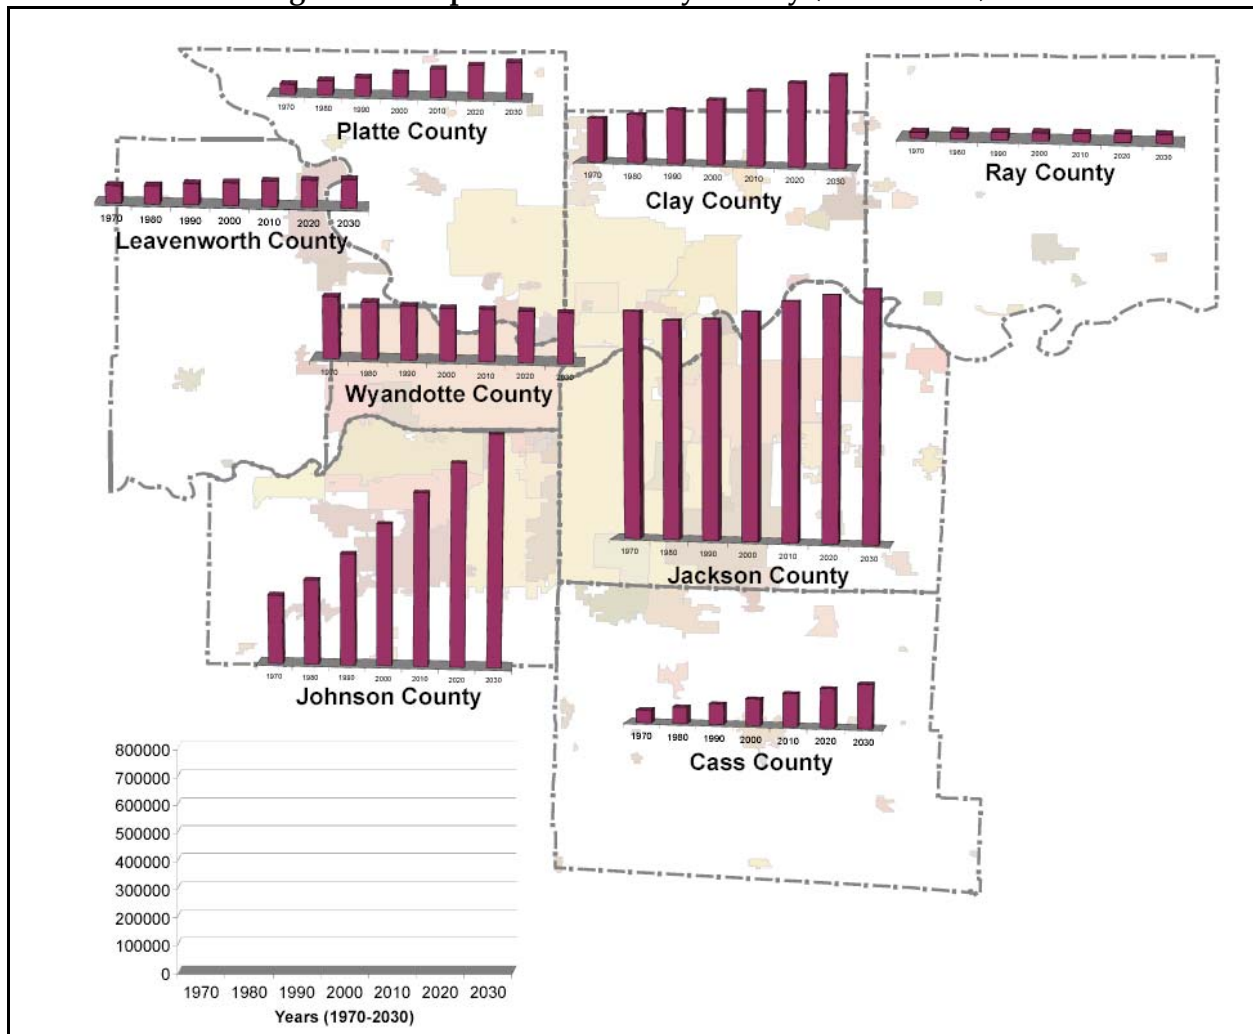 1970 1980 1990 2000 2010 2020 2030
Platte County
1970 1980 1990 2000 2010 2020 2030
Clay County
1970 1980 1990 2000 2010 2020 2030
Ray County
1970 1980 1990 2000 2010 2020 2030
Leavenworth County
1970 1980 1990 2000 2010 2020 2030
Wyandotte County
1970 1980 1990 2000 2010 2020 2030
Jackson County
1970 1980 1990 2000 2010 2020 2030
Johnson County
1970 1980 1990 2000 2010 2020 2030
Cass County
800000
700000
600000
500000
400000
300000
200000
100000
0
1970 1980 1990 2000 2010 2020 2030
Years (1970-2030)